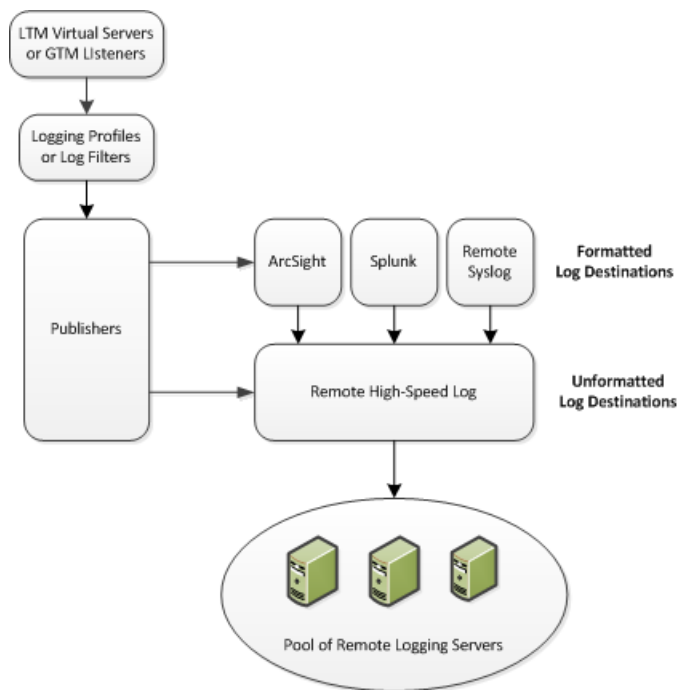 LTM Virtual Servers
or GTM Listeners
Logging Profiles
or Log Filters
Publishers
ArcSight
Splunk
Remote
Syslog
Formatted
Log Destinations
Remote High-Speed Log
Unformatted
Log Destinations
Pool of Remote Logging Servers